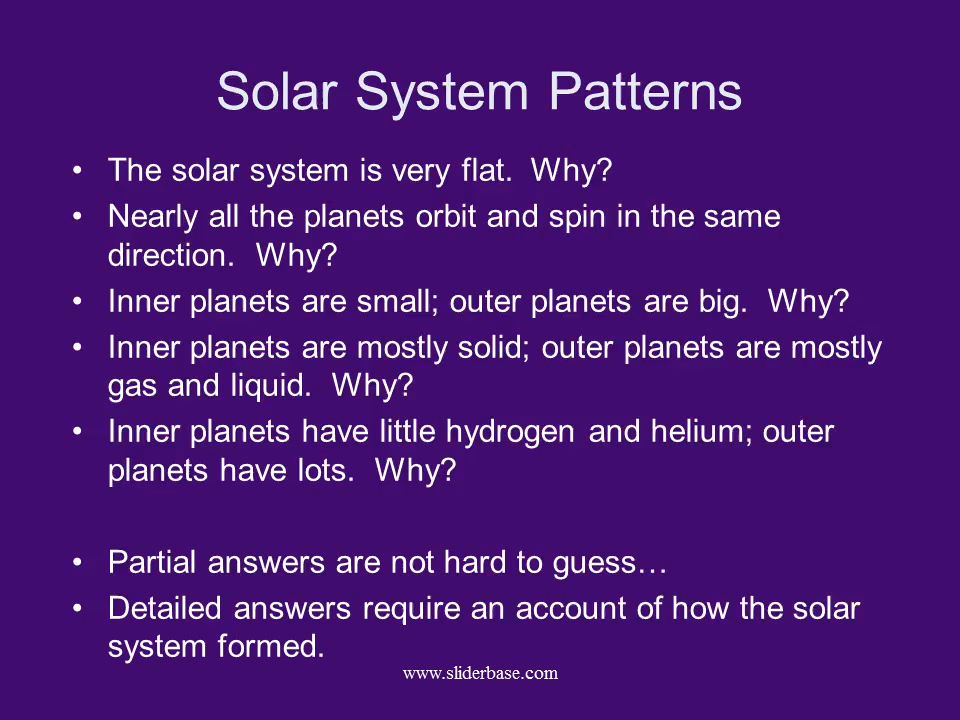 Solar System Patterns
• The solar system is very flat.  Why?
• Nearly all the planets orbit and spin in the same
direction.  Why?
• Inner planets are small; outer planets are big.  Why?
• Inner planets are mostly solid; outer planets are mostly
gas and liquid.  Why?
• Inner planets have little hydrogen and helium; outer
planets have lots.  Why?
• Partial answers are not hard to guess…
• Detailed answers require an account of how the solar
system formed.
www.sliderbase.com